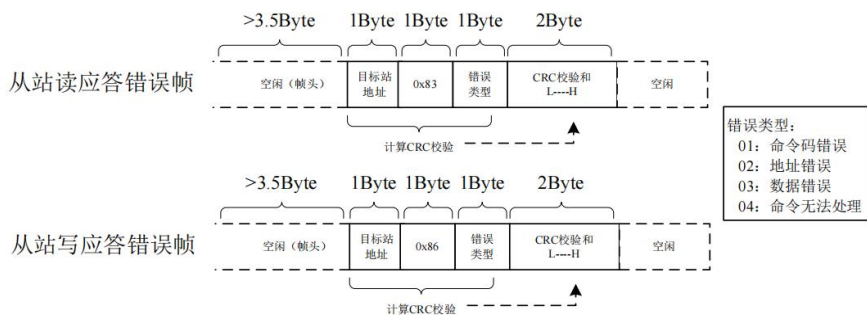 >3.5Byte 1Byte 1Byte 1Byte 2Byte
从站读应答错误帧
空闲（帧头）
目标站
地址
0x83
错误
类型
CRC校验和
L----H
空闲
计算CRC校验
>3.5Byte 1Byte 1Byte 1Byte 2Byte
从站写应答错误帧
空闲（帧头）
目标站
地址
0x86
错误
类型
CRC校验和
L----H
空闲
计算CRC校验
错误类型：
01：命令码错误
02：地址错误
03：数据错误
04：命令无法处理